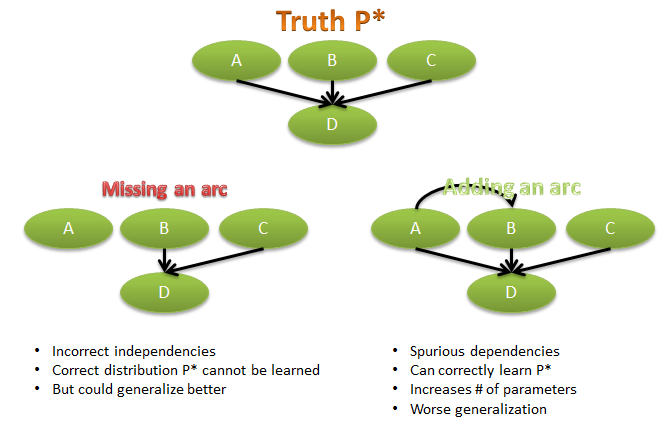 Truth P*
A B C
D
Missing an arc
A B C
D
• Incorrect independencies
• Correct distribution P* cannot be learned
• But could generalize better
Adding an arc
A B C
D
• Spurious dependencies
• Can correctly learn P*
• Increases # of parameters
• Worse generalization